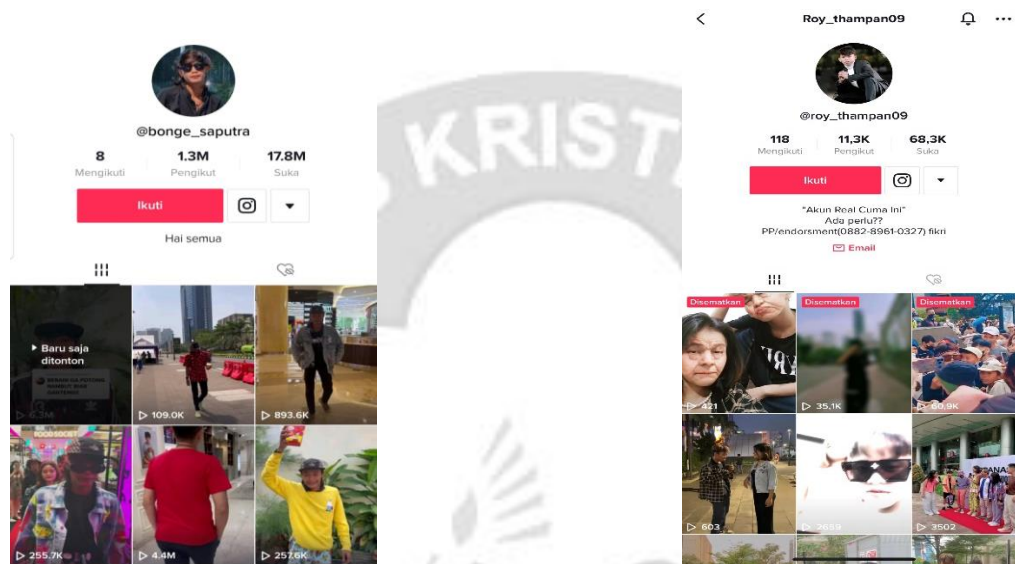 @bonge_saputra
8 1.3M 17.8M
Mengikuti Pengikut Suka
Ikuti
Hai semua
Baru saja
ditonton
109.0K
893.6K
FOOD SOCIETY
255.7K
4.4M
257.6K
KRIST
Roy_thampan09
@roy_thampan09
118 11,3K 68,3K
Mengikuti Pengikut Suka
Ikuti
"Akun Real Cuma Ini"
Ada perlu??
PP/endorsment(0882-8961-0327) fikri
Email
Disematkan Disematkan Disematkan
421
35,1K
60,9K
603
3502